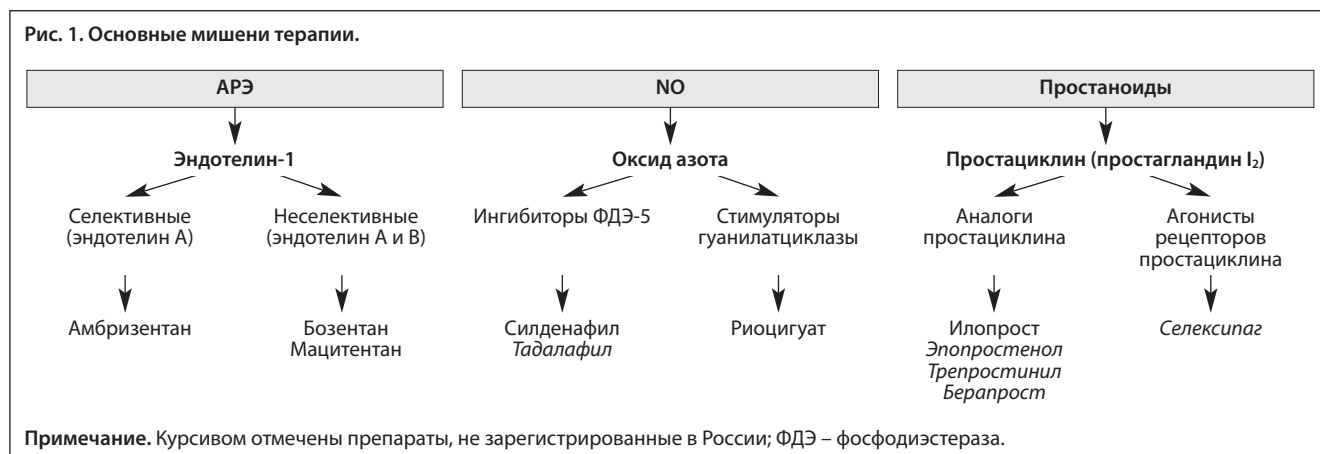 Рис. 1. Основные мишени терапии.
АРЭ
NO
Простаноиды
Эндотелин-1
Оксид азота
Простациклин (простагландин I₂)
Селективные
(эндотелин А)
Неселективные
(эндотелин А и В)
Ингибиторы ФДЭ-5
Стимуляторы
гуанилатциклазы
Аналоги
простациклина
Агонисты
рецепторов
простациклина
Амбризентан
Бозентан
Мацитентан
Силденафил
Тадалафил
Риоцигуат
Илопрост
Эпопростенол
Трепростинил
Берапрост
Селексипаг
Примечание. Курсивом отмечены препараты, не зарегистрированные в России; ФДЭ – фосфодиэстераза.